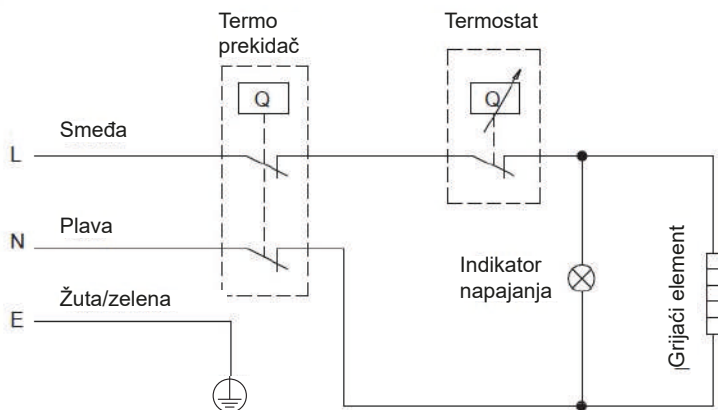 Termo
prekidač
Termostat
Q
Q
L
Smeđa
N
Plava
E
Žuta/zelena
Indikator
napajanja
Grijaći element